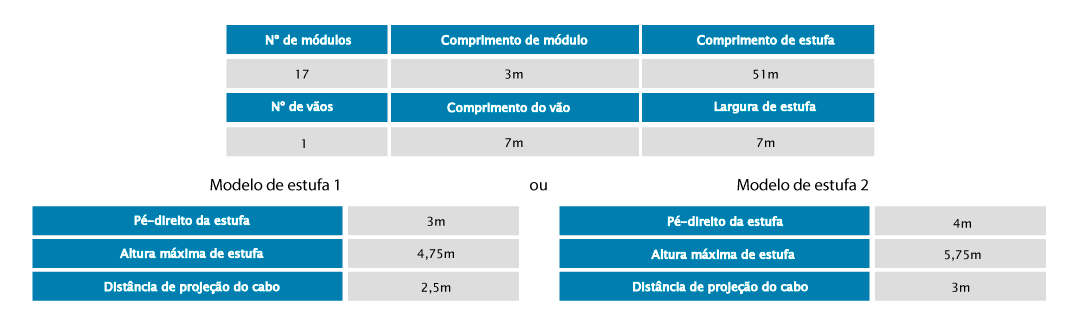 Nº de módulos Comprimento de módulo Comprimento de estufa
17 3m 51m
Nº de vãos Comprimento do vão Largura de estufa
1 7m 7m
Modelo de estufa 1 ou Modelo de estufa 2
Pé-direito da estufa 3m Pé-direito da estufa 4m
Altura máxima de estufa 4,75m Altura máxima de estufa 5,75m
Distância de projeção do cabo 2,5m Distância de projeção do cabo 3m